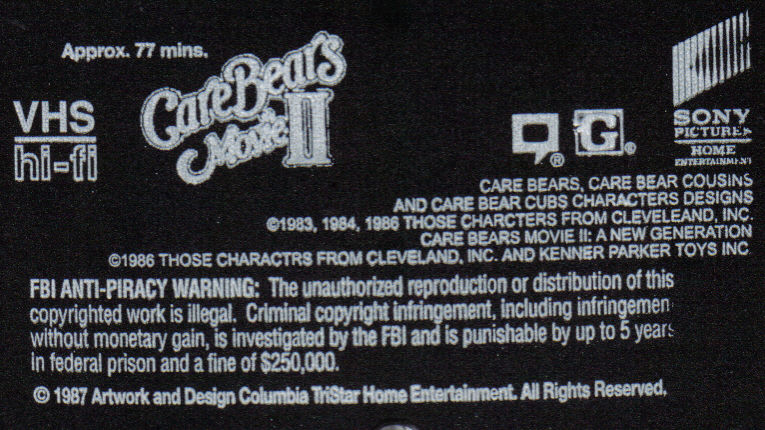 Approx. 77 mins.
VHS
hi-fi
Care Bears
Movie II
G
SONY
PICTURES
HOME
ENTERTAINMENT
CARE BEARS, CARE BEAR COUSINS
AND CARE BEAR CUBS CHARACTERS DESIGNS
©1983, 1984, 1986 THOSE CHARCTERS FROM CLEVELEAND, INC.
CARE BEARS MOVIE II: A NEW GENERATION
©1986 THOSE CHARACTRS FROM CLEVELAND, INC. AND KENNER PARKER TOYS INC
FBI ANTI-PIRACY WARNING: The unauthorized reproduction or distribution of this
copyrighted work is illegal. Criminal copyright infringement, including infringemen
without monetary gain, is investigated by the FBI and is punishable by up to 5 years
in federal prison and a fine of $250,000.
© 1987 Artwork and Design Columbia TriStar Home Entertainment. All Rights Reserved,